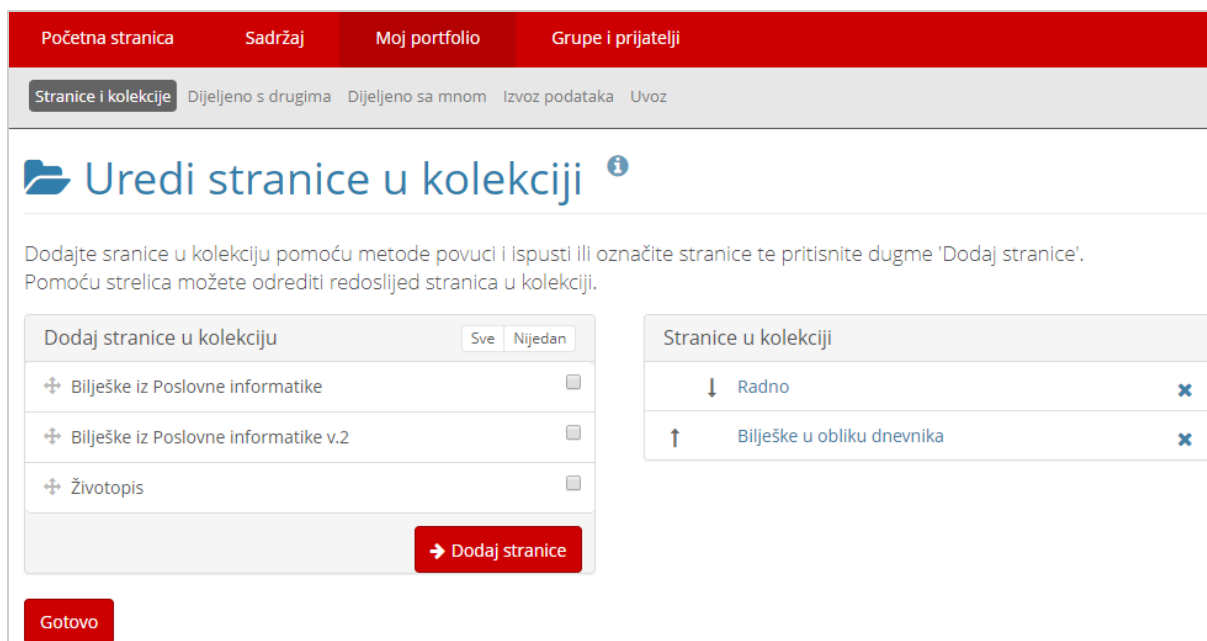 Početna stranica Sadržaj Moj portfolio Grupe i prijatelji
Stranice i kolekcije Dijeljeno s drugima Dijeljeno sa mnom Izvoz podataka Uvoz
Uredi stranice u kolekciji
Dodajte sranice u kolekciju pomoću metode povuci i ispusti ili označite stranice te pritisnite dugme 'Dodaj stranice'.
Pomoću strelica možete odrediti redoslijed stranica u kolekciji.
Dodaj stranice u kolekciju Sve Nijedan
Bilješke iz Poslovne informatike
Bilješke iz Poslovne informatike v.2
Životopis
Dodaj stranice
Stranice u kolekciji
Radno
Bilješke u obliku dnevnika
Gotovo